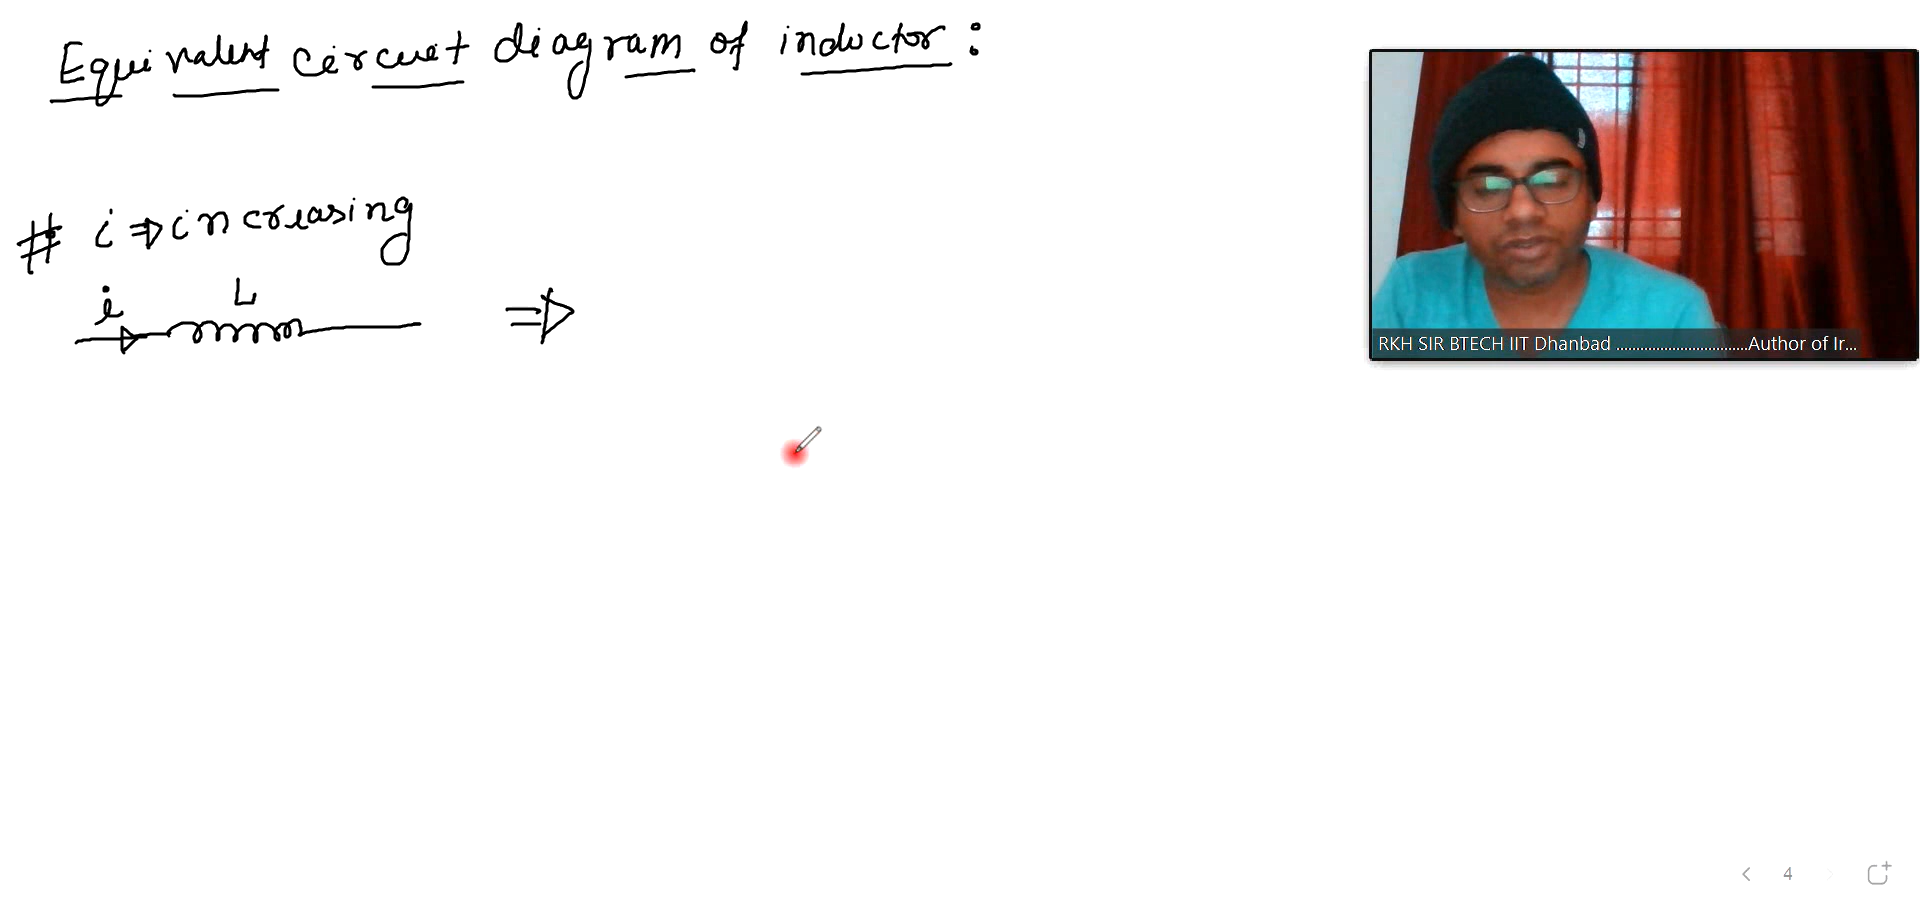 Equivalent circuit diagram of inductor :
# i ⇒ increasing
i L ⇒
RKH SIR BTECH IIT Dhanbad .................................Author of Ir...
4